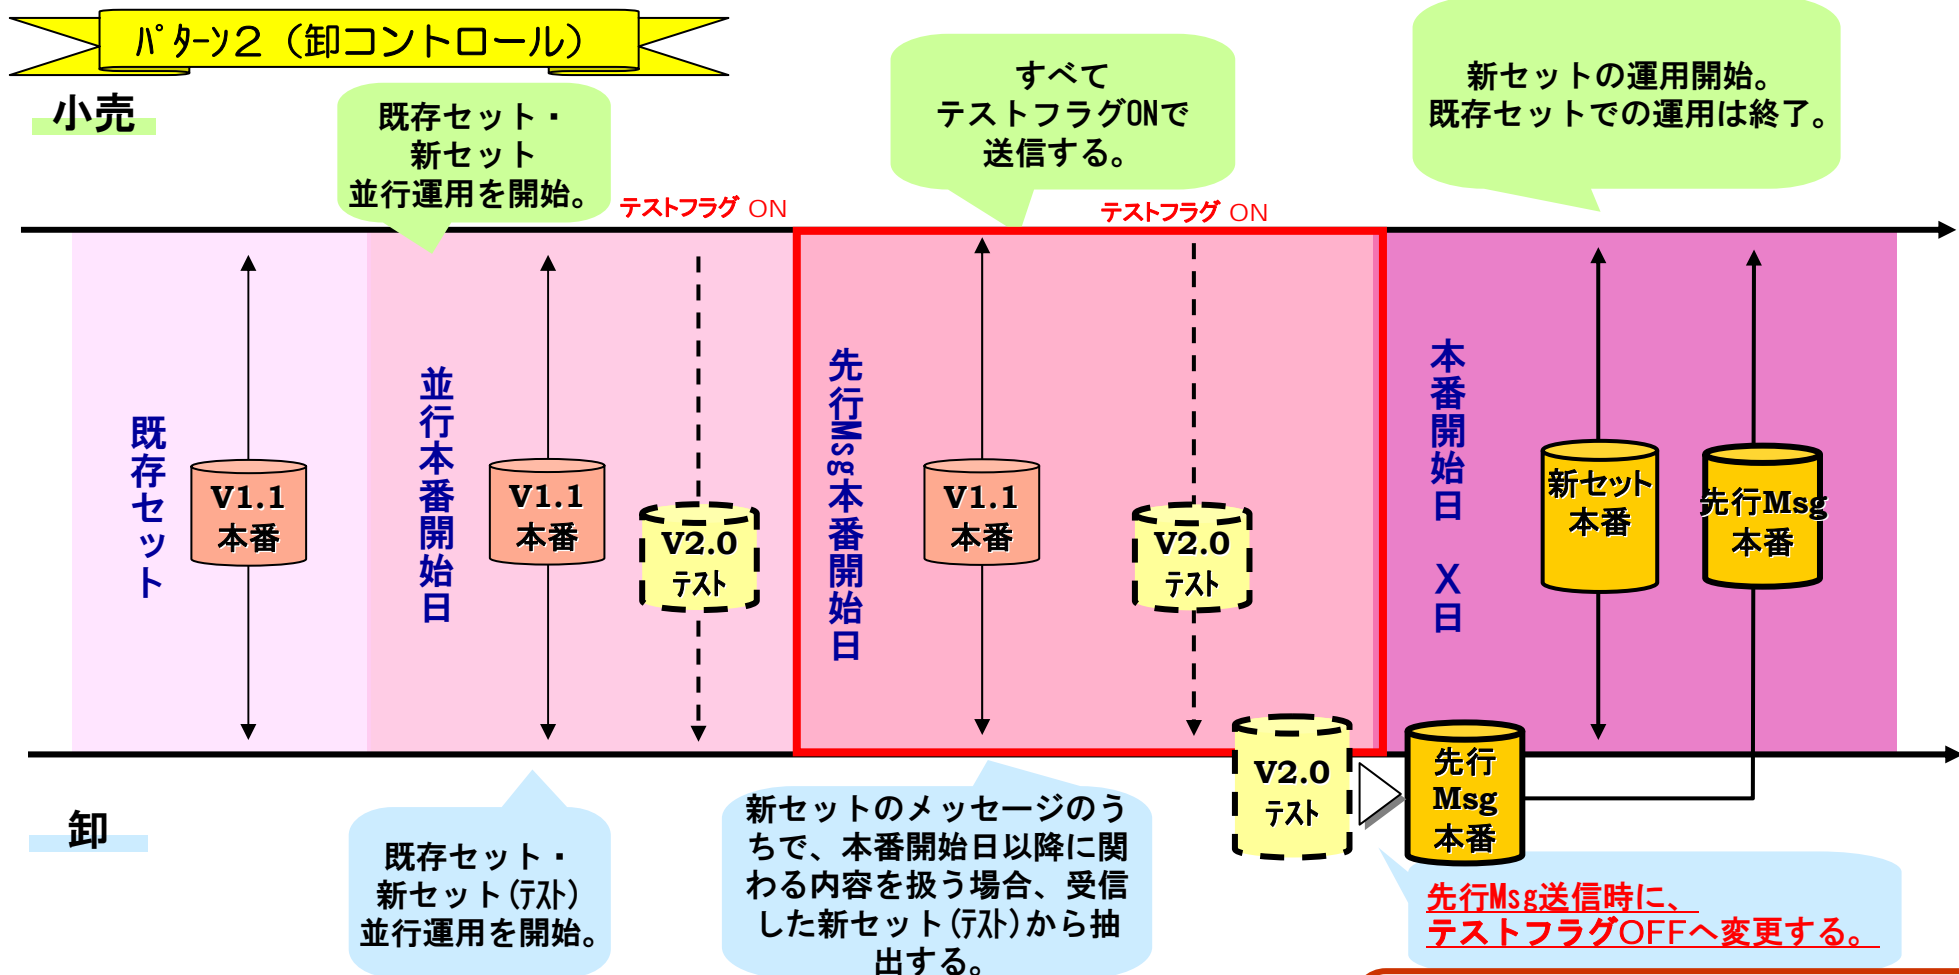 ﾊﾟﾀｰﾝ２（卸コントロール）
小売
既存セット・
新セット
並行運用を開始。
すべて
テストフラグONで
送信する。
新セットの運用開始。
既存セットでの運用は終了。
テストフラグ ON
テストフラグ ON
既存セット
V1.1
本番
並行本番開始日
V1.1
本番
V2.0
テスト
先行Msg本番開始日
V1.1
本番
V2.0
テスト
本番開始日 X日
新セット
本番
先行Msg
本番
V2.0
テスト
先行
Msg
本番
卸
既存セット・
新セット(ﾃｽﾄ)
並行運用を開始。
新セットのメッセージのう
ちで、本番開始日以降に関
わる内容を扱う場合、受信
した新セット(ﾃｽﾄ)から抽
出する。
先行Msg送信時に、
テストフラグOFFへ変更する。